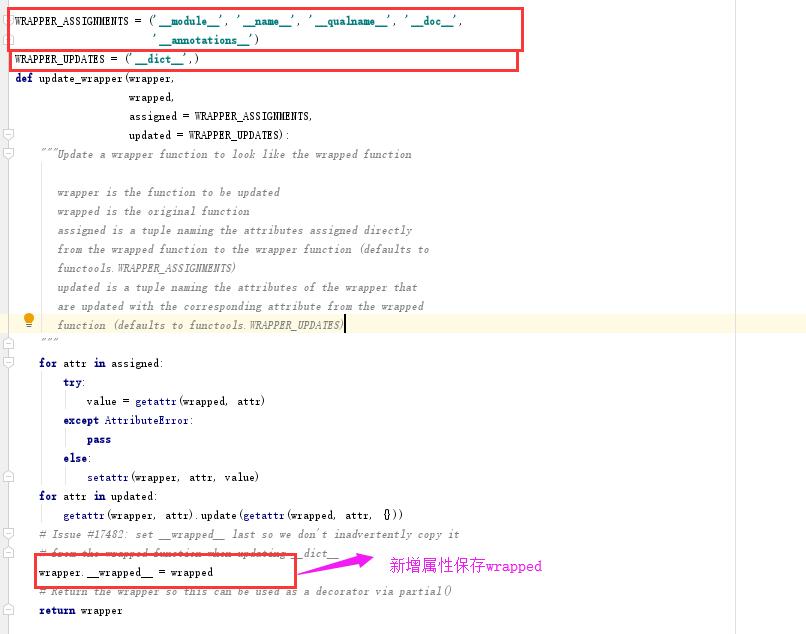 WRAPPER_ASSIGNMENTS = ('__module__', '__name__', '__qualname__', '__doc__',
'__annotations__')
WRAPPER_UPDATES = ('__dict__',)
def update_wrapper(wrapper,
wrapped,
assigned = WRAPPER_ASSIGNMENTS,
updated = WRAPPER_UPDATES):
"""Update a wrapper function to look like the wrapped function
wrapper is the function to be updated
wrapped is the original function
assigned is a tuple naming the attributes assigned directly
from the wrapped function to the wrapper function (defaults to
functools.WRAPPER_ASSIGNMENTS)
updated is a tuple naming the attributes of the wrapper that
are updated with the corresponding attribute from the wrapped
function (defaults to functools.WRAPPER_UPDATES)
"""
for attr in assigned:
try:
value = getattr(wrapped, attr)
except AttributeError:
pass
else:
setattr(wrapper, attr, value)
for attr in updated:
getattr(wrapper, attr).update(getattr(wrapped, attr, {}))
# Issue #17482: set __wrapped__ last so we don't inadvertently copy it
# from the wrapped function when updating __dict__
wrapper.__wrapped__ = wrapped
新增属性保存wrapped
# Return the wrapper so this can be used as a decorator via partial()
return wrapper